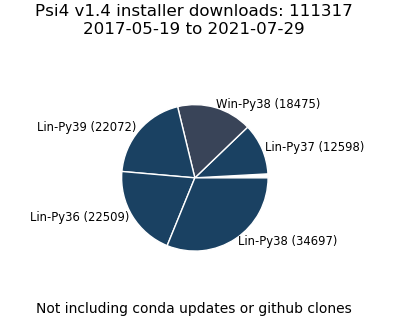 Psi4 v1.4 installer downloads: 111317
2017-05-19 to 2021-07-29
Win-Py38 (18475)
Lin-Py39 (22072)
Lin-Py37 (12598)
Lin-Py36 (22509)
Lin-Py38 (34697)
Not including conda updates or github clones